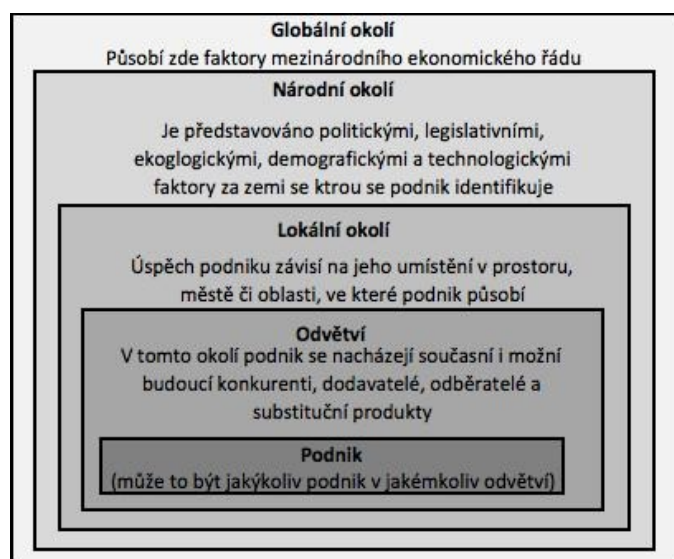 Globální okolí
Působí zde faktory mezinárodního ekonomického řádu
Národní okolí
Je představováno politickými, legislativními,
ekoglogickými, demografickými a technologickými
faktory za zemi se ktrou se podnik identifikuje
Lokální okolí
Úspěch podniku závisí na jeho umístění v prostoru,
městě či oblasti, ve které podnik působí
Odvětví
V tomto okolí podnik se nacházejí současní i možní
budoucí konkurenti, dodavatelé, odběratelé a
substituční produkty
Podnik
(může to být jakýkoliv podnik v jakémkoliv odvětví)